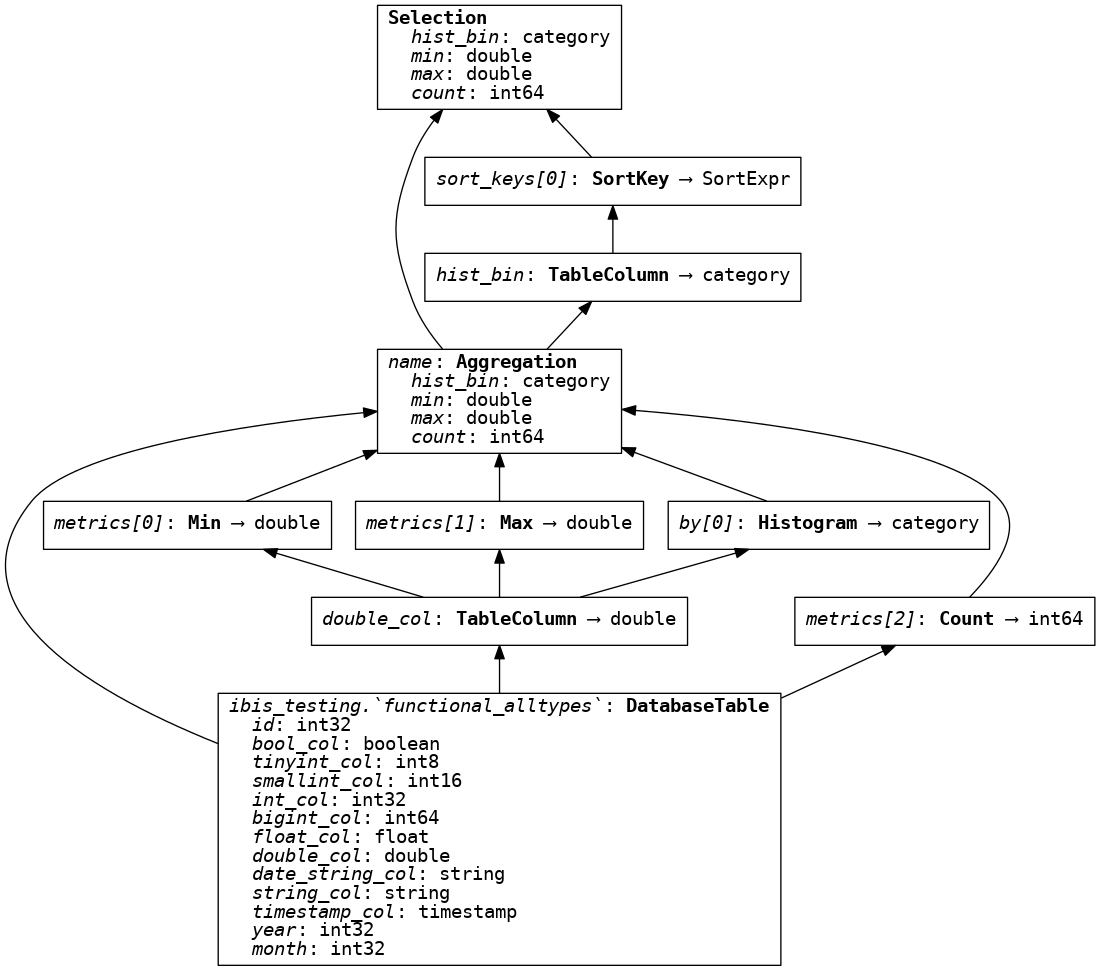 Selection
hist_bin: category
min: double
max: double
count: int64
sort_keys[0]: SortKey → SortExpr
hist_bin: TableColumn → category
name: Aggregation
hist_bin: category
min: double
max: double
count: int64
metrics[0]: Min → double
metrics[1]: Max → double
by[0]: Histogram → category
double_col: TableColumn → double
metrics[2]: Count → int64
ibis_testing.`functional_alltypes`: DatabaseTable
id: int32
bool_col: boolean
tinyint_col: int8
smallint_col: int16
int_col: int32
bigint_col: int64
float_col: float
double_col: double
date_string_col: string
string_col: string
timestamp_col: timestamp
year: int32
month: int32